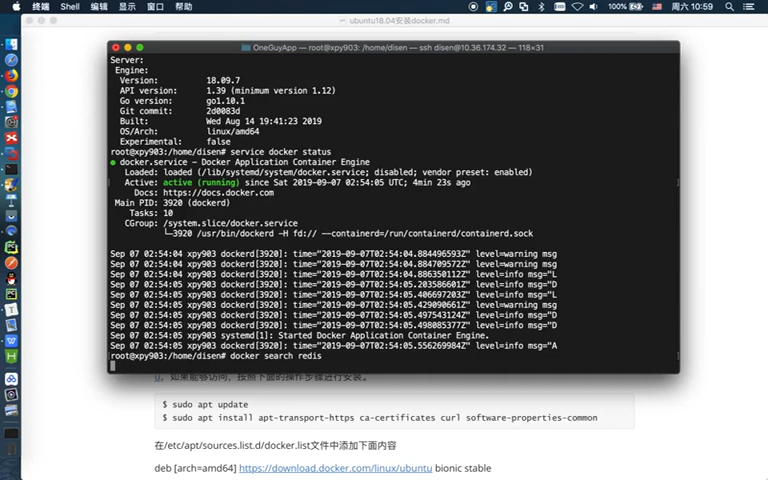 终端 Shell 编辑 显示 窗口 帮助 100% 周六 10:59
ubuntu18.04安装docker.md
OneGuyApp — root@xpy903: /home/disen — ssh disen@10.36.174.32 — 118×31
Server:
Engine:
Version: 18.09.7
API version: 1.39 (minimum version 1.12)
Go version: go1.10.1
Git commit: 2d0083d
Built: Wed Aug 14 19:41:23 2019
OS/Arch: linux/amd64
Experimental: false
root@xpy903:/home/disen# service docker status
● docker.service - Docker Application Container Engine
Loaded: loaded (/lib/systemd/system/docker.service; disabled; vendor preset: enabled)
Active: active (running) since Sat 2019-09-07 02:54:05 UTC; 4min 23s ago
Docs: https://docs.docker.com
Main PID: 3920 (dockerd)
Tasks: 10
CGroup: /system.slice/docker.service
└─3920 /usr/bin/dockerd -H fd:// --containerd=/run/containerd/containerd.sock
Sep 07 02:54:04 xpy903 dockerd[3920]: time="2019-09-07T02:54:04.884496593Z" level=warning msg
Sep 07 02:54:04 xpy903 dockerd[3920]: time="2019-09-07T02:54:04.884709572Z" level=warning msg
Sep 07 02:54:04 xpy903 dockerd[3920]: time="2019-09-07T02:54:04.886350112Z" level=info msg="L
Sep 07 02:54:05 xpy903 dockerd[3920]: time="2019-09-07T02:54:05.203586601Z" level=info msg="D
Sep 07 02:54:05 xpy903 dockerd[3920]: time="2019-09-07T02:54:05.406697203Z" level=info msg="L
Sep 07 02:54:05 xpy903 dockerd[3920]: time="2019-09-07T02:54:05.429090661Z" level=info msg="D
Sep 07 02:54:05 xpy903 dockerd[3920]: time="2019-09-07T02:54:05.497543124Z" level=info msg="D
Sep 07 02:54:05 xpy903 dockerd[3920]: time="2019-09-07T02:54:05.498085377Z" level=info msg="D
Sep 07 02:54:05 xpy903 systemd[1]: Started Docker Application Container Engine.
Sep 07 02:54:05 xpy903 dockerd[3920]: time="2019-09-07T02:54:05.556269984Z" level=info msg="A
root@xpy903:/home/disen# docker search redis
u，如果能够访问，按照下面的操作步骤进行安装。
$ sudo apt update
$ sudo apt install apt-transport-https ca-certificates curl software-properties-common
在/etc/apt/sources.list.d/docker.list文件中添加下面内容
deb [arch=amd64] https://download.docker.com/linux/ubuntu bionic stable